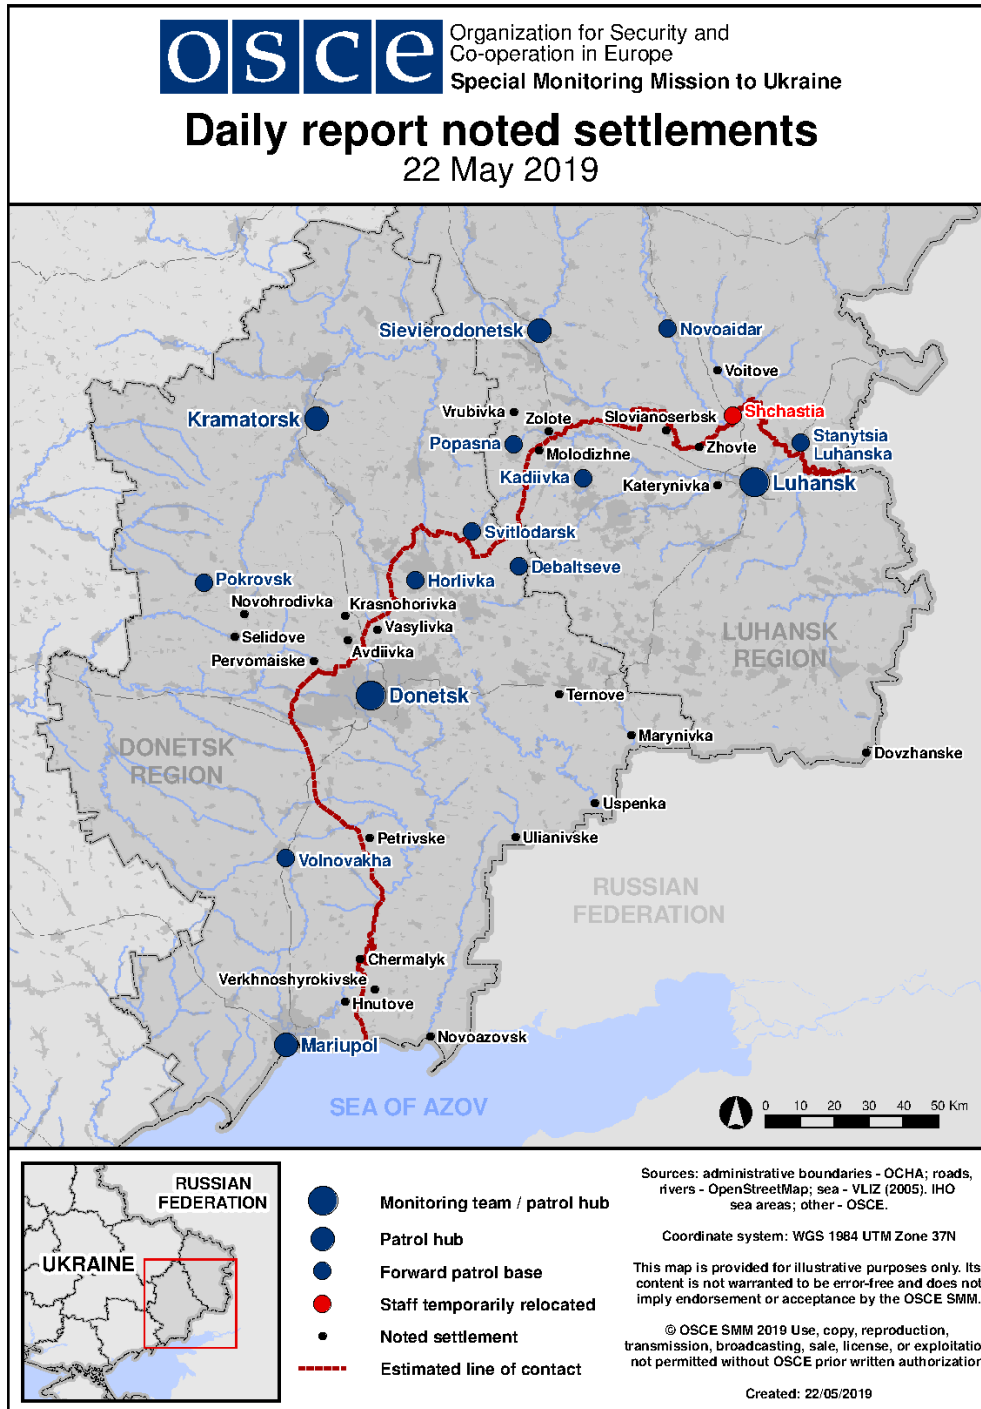 osce
Organization for Security and
Co-operation in Europe
Special Monitoring Mission to Ukraine
Daily report noted settlements
22 May 2019
Sievierodonetsk
Novoaidar
Voitove
Kramatorsk
Vrubivka
Zolote
Slovianoserbsk
Shchastia
Popasna
Molodizhne
Zhovte
Stanytsia
Luhanska
Kadiivka
Katerynivka
Luhansk
Svitlodarsk
Debaltseve
Pokrovsk
Horlivka
Novohrodivka
Krasnohorivka
Vasylivka
Selidove
Avdiivka
Pervomaiske
LUHANSK
REGION
Donetsk
Ternove
DONETSK
REGION
Marynivka
Dovzhanske
Uspenka
Petrivske
Ulianivske
Volnovakha
RUSSIAN
FEDERATION
Chermalyk
Verkhnoshyrokivske
Hnutove
Novoazovsk
Mariupol
SEA OF AZOV
0 10 20 30 40 50 Km
RUSSIAN
FEDERATION
UKRAINE
Monitoring team / patrol hub
Patrol hub
Forward patrol base
Staff temporarily relocated
Noted settlement
Estimated line of contact
Sources: administrative boundaries - OCHA; roads,
rivers - OpenStreetMap; sea - VLIZ (2005). IHO
sea areas; other - OSCE.
Coordinate system: WGS 1984 UTM Zone 37N
This map is provided for illustrative purposes only. Its
content is not warranted to be error-free and does not
imply endorsement or acceptance by the OSCE SMM.
© OSCE SMM 2019 Use, copy, reproduction,
transmission, broadcasting, sale, license, or exploitatio
not permitted without OSCE prior written authorization
Created: 22/05/2019